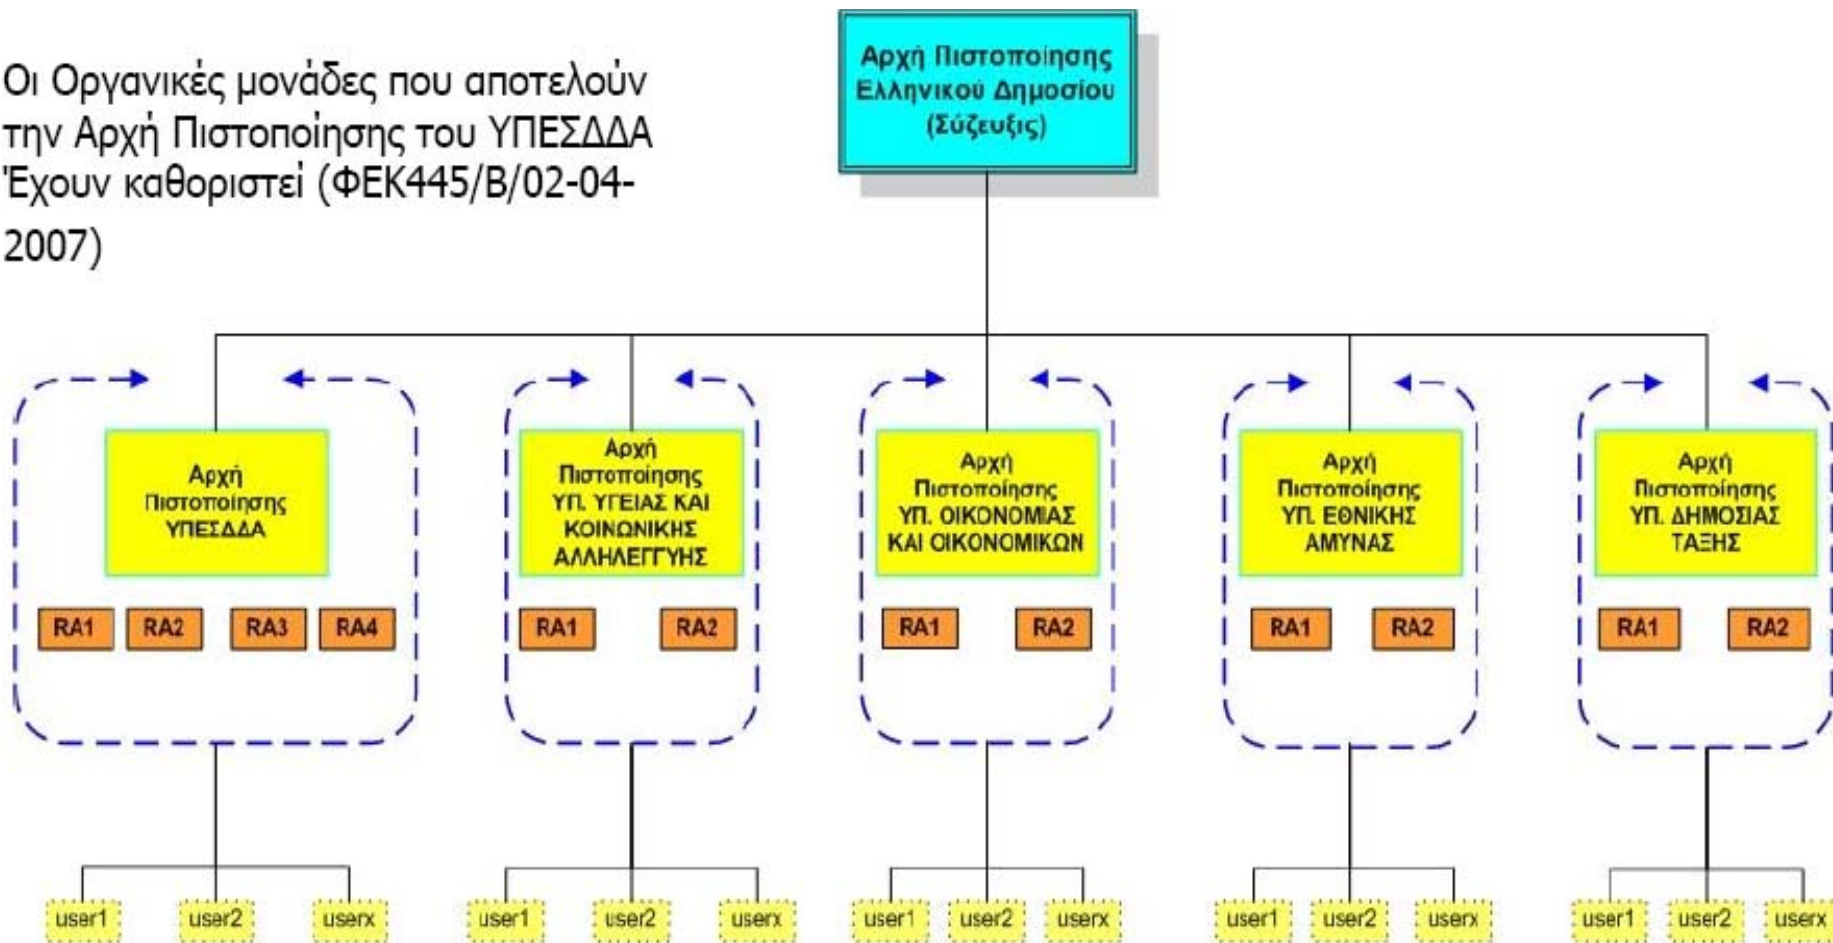 Οι Οργανικές μονάδες που αποτελούν
την Αρχή Πιστοποίησης του ΥΠΕΣΔΔΑ
Έχουν καθοριστεί (ΦΕΚ445/Β/02-04-
2007)
Αρχή Πιστοποίησης
Ελληνικού Δημοσίου
(Σύζευξις)
Αρχή
Πιστοποίησης
ΥΠΕΣΔΔΑ
Αρχή
Πιστοποίησης
ΥΠ. ΥΓΕΙΑΣ ΚΑΙ
ΚΟΙΝΩΝΙΚΗΣ
ΑΛΛΗΛΕΓΓΥΗΣ
Αρχή
Πιστοποίησης
ΥΠ. ΟΙΚΟΝΟΜΙΑΣ
ΚΑΙ ΟΙΚΟΝΟΜΙΚΩΝ
Αρχή
Πιστοποίησης
ΥΠ. ΕΘΝΙΚΗΣ
ΑΜΥΝΑΣ
Αρχή
Πιστοποίησης
ΥΠ. ΔΗΜΟΣΙΑΣ
ΤΑΞΗΣ
RA1 RA2 RA3 RA4
RA1 RA2
RA1 RA2
RA1 RA2
RA1 RA2
user1 user2 userx
user1 user2 userx
user1 user2 userx
user1 user2 userx
user1 user2 userx